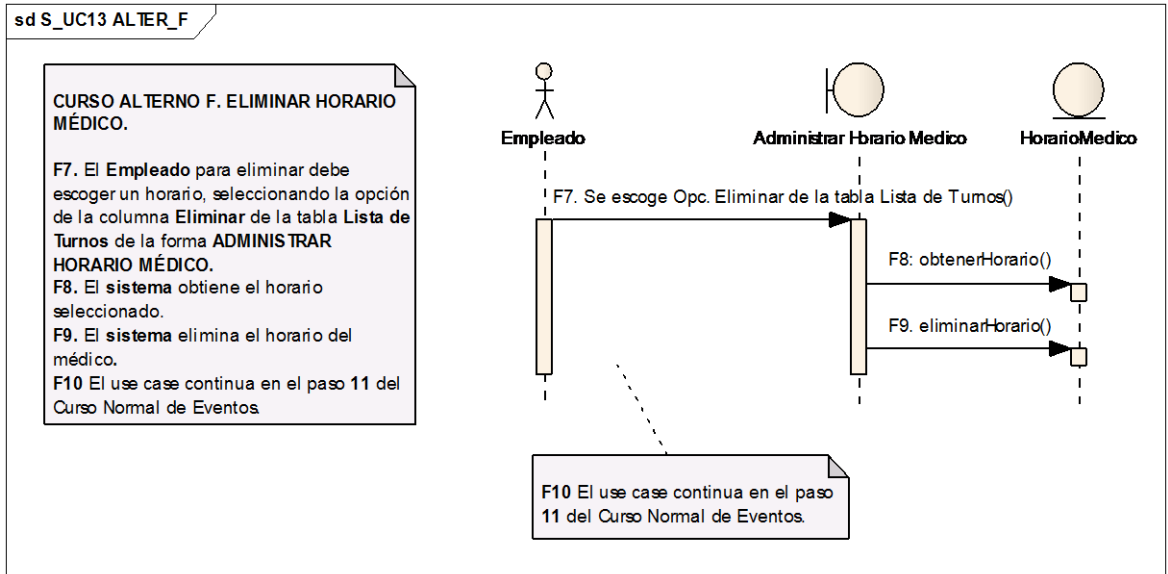 sd S_UC13 ALTER_F
CURSO ALTERNO F. ELIMINAR HORARIO
MÉDICO.
F7. El Empleado para eliminar debe
escoger un horario, seleccionando la opción
de la columna Eliminar de la tabla Lista de
Turnos de la forma ADMINISTRAR
HORARIO MÉDICO.
F8. El sistema obtiene el horario
seleccionado.
F9. El sistema elimina el horario del
médico.
F10 El use case continua en el paso 11 del
Curso Normal de Eventos.
Empleado
Administrar Horario Medico
HorarioMedico
F7. Se escoge Opc. Eliminar de la tabla Lista de Turnos()
F8: obtenerHorario()
F9. eliminarHorario()
F10 El use case continua en el paso
11 del Curso Normal de Eventos.